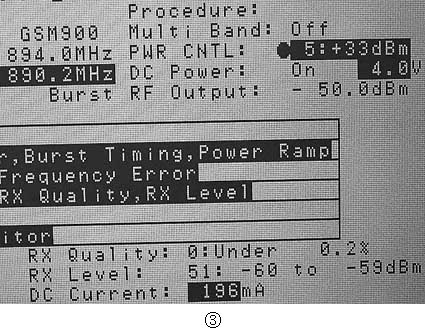 Procedure:
GSM900 Multi Band: Off
894.0MHz PWR CNTL: 5:+33dBm
890.2MHz DC Power: On 4.0V
Burst RF Output: - 50.0dBm
r,Burst Timing,Power Ramp
Frequency Error
RX Quality,RX Level
itor
RX Quality: 0:Under 0.2%
RX Level: 51: -60 to -59dBm
DC Current: 196mA
③